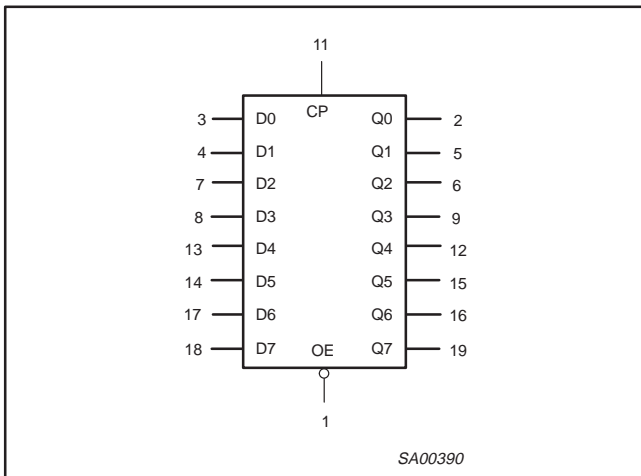 11
CP
3 D0 Q0 2
4 D1 Q1 5
7 D2 Q2 6
8 D3 Q3 9
13 D4 Q4 12
14 D5 Q5 15
17 D6 Q6 16
18 D7 OE Q7 19
1
SA00390